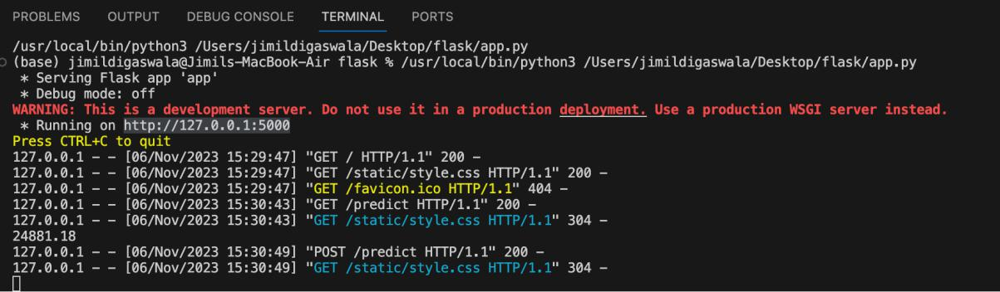 PROBLEMS OUTPUT DEBUG CONSOLE TERMINAL PORTS
/usr/local/bin/python3 /Users/jimildigaswala/Desktop/flask/app.py
(base) jimildigaswala@Jimils-MacBook-Air flask % /usr/local/bin/python3 /Users/jimildigaswala/Desktop/flask/app.py
* Serving Flask app 'app'
* Debug mode: off
WARNING: This is a development server. Do not use it in a production deployment. Use a production WSGI server instead.
* Running on http://127.0.0.1:5000
Press CTRL+C to quit
127.0.0.1 - - [06/Nov/2023 15:29:47] "GET / HTTP/1.1" 200 -
127.0.0.1 - - [06/Nov/2023 15:29:47] "GET /static/style.css HTTP/1.1" 200 -
127.0.0.1 - - [06/Nov/2023 15:29:47] "GET /favicon.ico HTTP/1.1" 404 -
127.0.0.1 - - [06/Nov/2023 15:30:43] "GET /predict HTTP/1.1" 200 -
127.0.0.1 - - [06/Nov/2023 15:30:43] "GET /static/style.css HTTP/1.1" 304 -
24881.18
127.0.0.1 - - [06/Nov/2023 15:30:49] "POST /predict HTTP/1.1" 200 -
127.0.0.1 - - [06/Nov/2023 15:30:49] "GET /static/style.css HTTP/1.1" 304 -